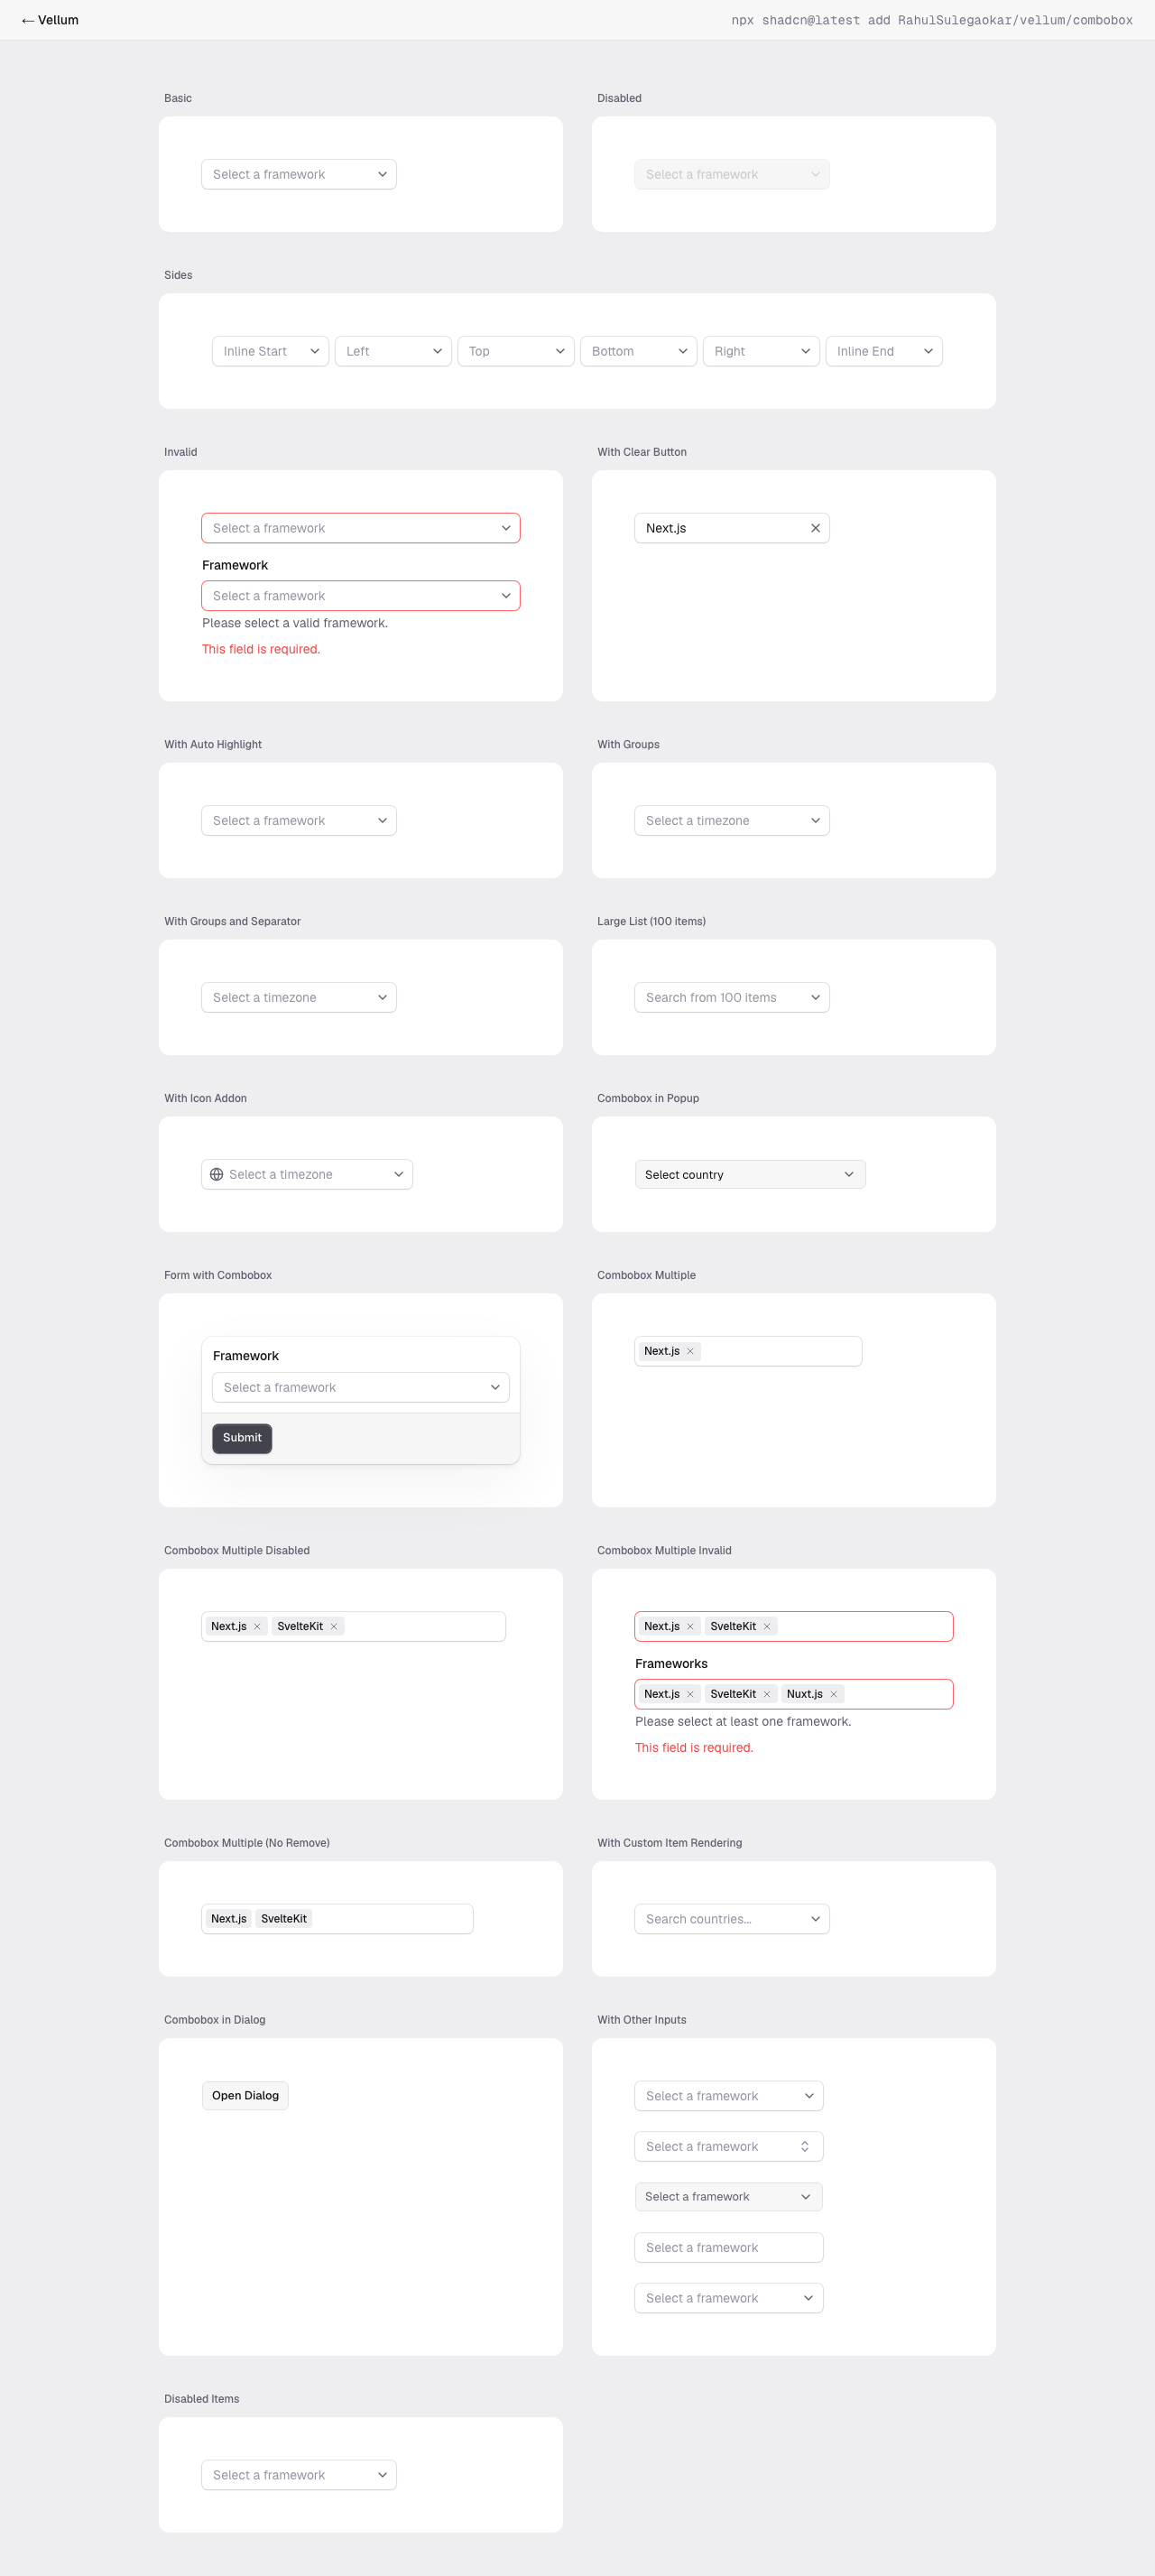 ← Vellum
npx shadcn@latest add RahulSulegaokar/vellum/combobox
Basic
Select a framework
Disabled
Select a framework
Sides
Inline Start
Left
Top
Bottom
Right
Inline End
Invalid
Select a framework
Framework
Select a framework
Please select a valid framework.
This field is required.
With Clear Button
Next.js
With Auto Highlight
Select a framework
With Groups
Select a timezone
With Groups and Separator
Select a timezone
Large List (100 items)
Search from 100 items
With Icon Addon
Select a timezone
Combobox in Popup
Select country
Form with Combobox
Framework
Select a framework
Submit
Combobox Multiple
Next.js
Combobox Multiple Disabled
Next.js SvelteKit
Combobox Multiple Invalid
Next.js SvelteKit
Frameworks
Next.js SvelteKit Nuxt.js
Please select at least one framework.
This field is required.
Combobox Multiple (No Remove)
Next.js SvelteKit
With Custom Item Rendering
Search countries...
Combobox in Dialog
Open Dialog
With Other Inputs
Select a framework
Select a framework
Select a framework
Select a framework
Select a framework
Disabled Items
Select a framework